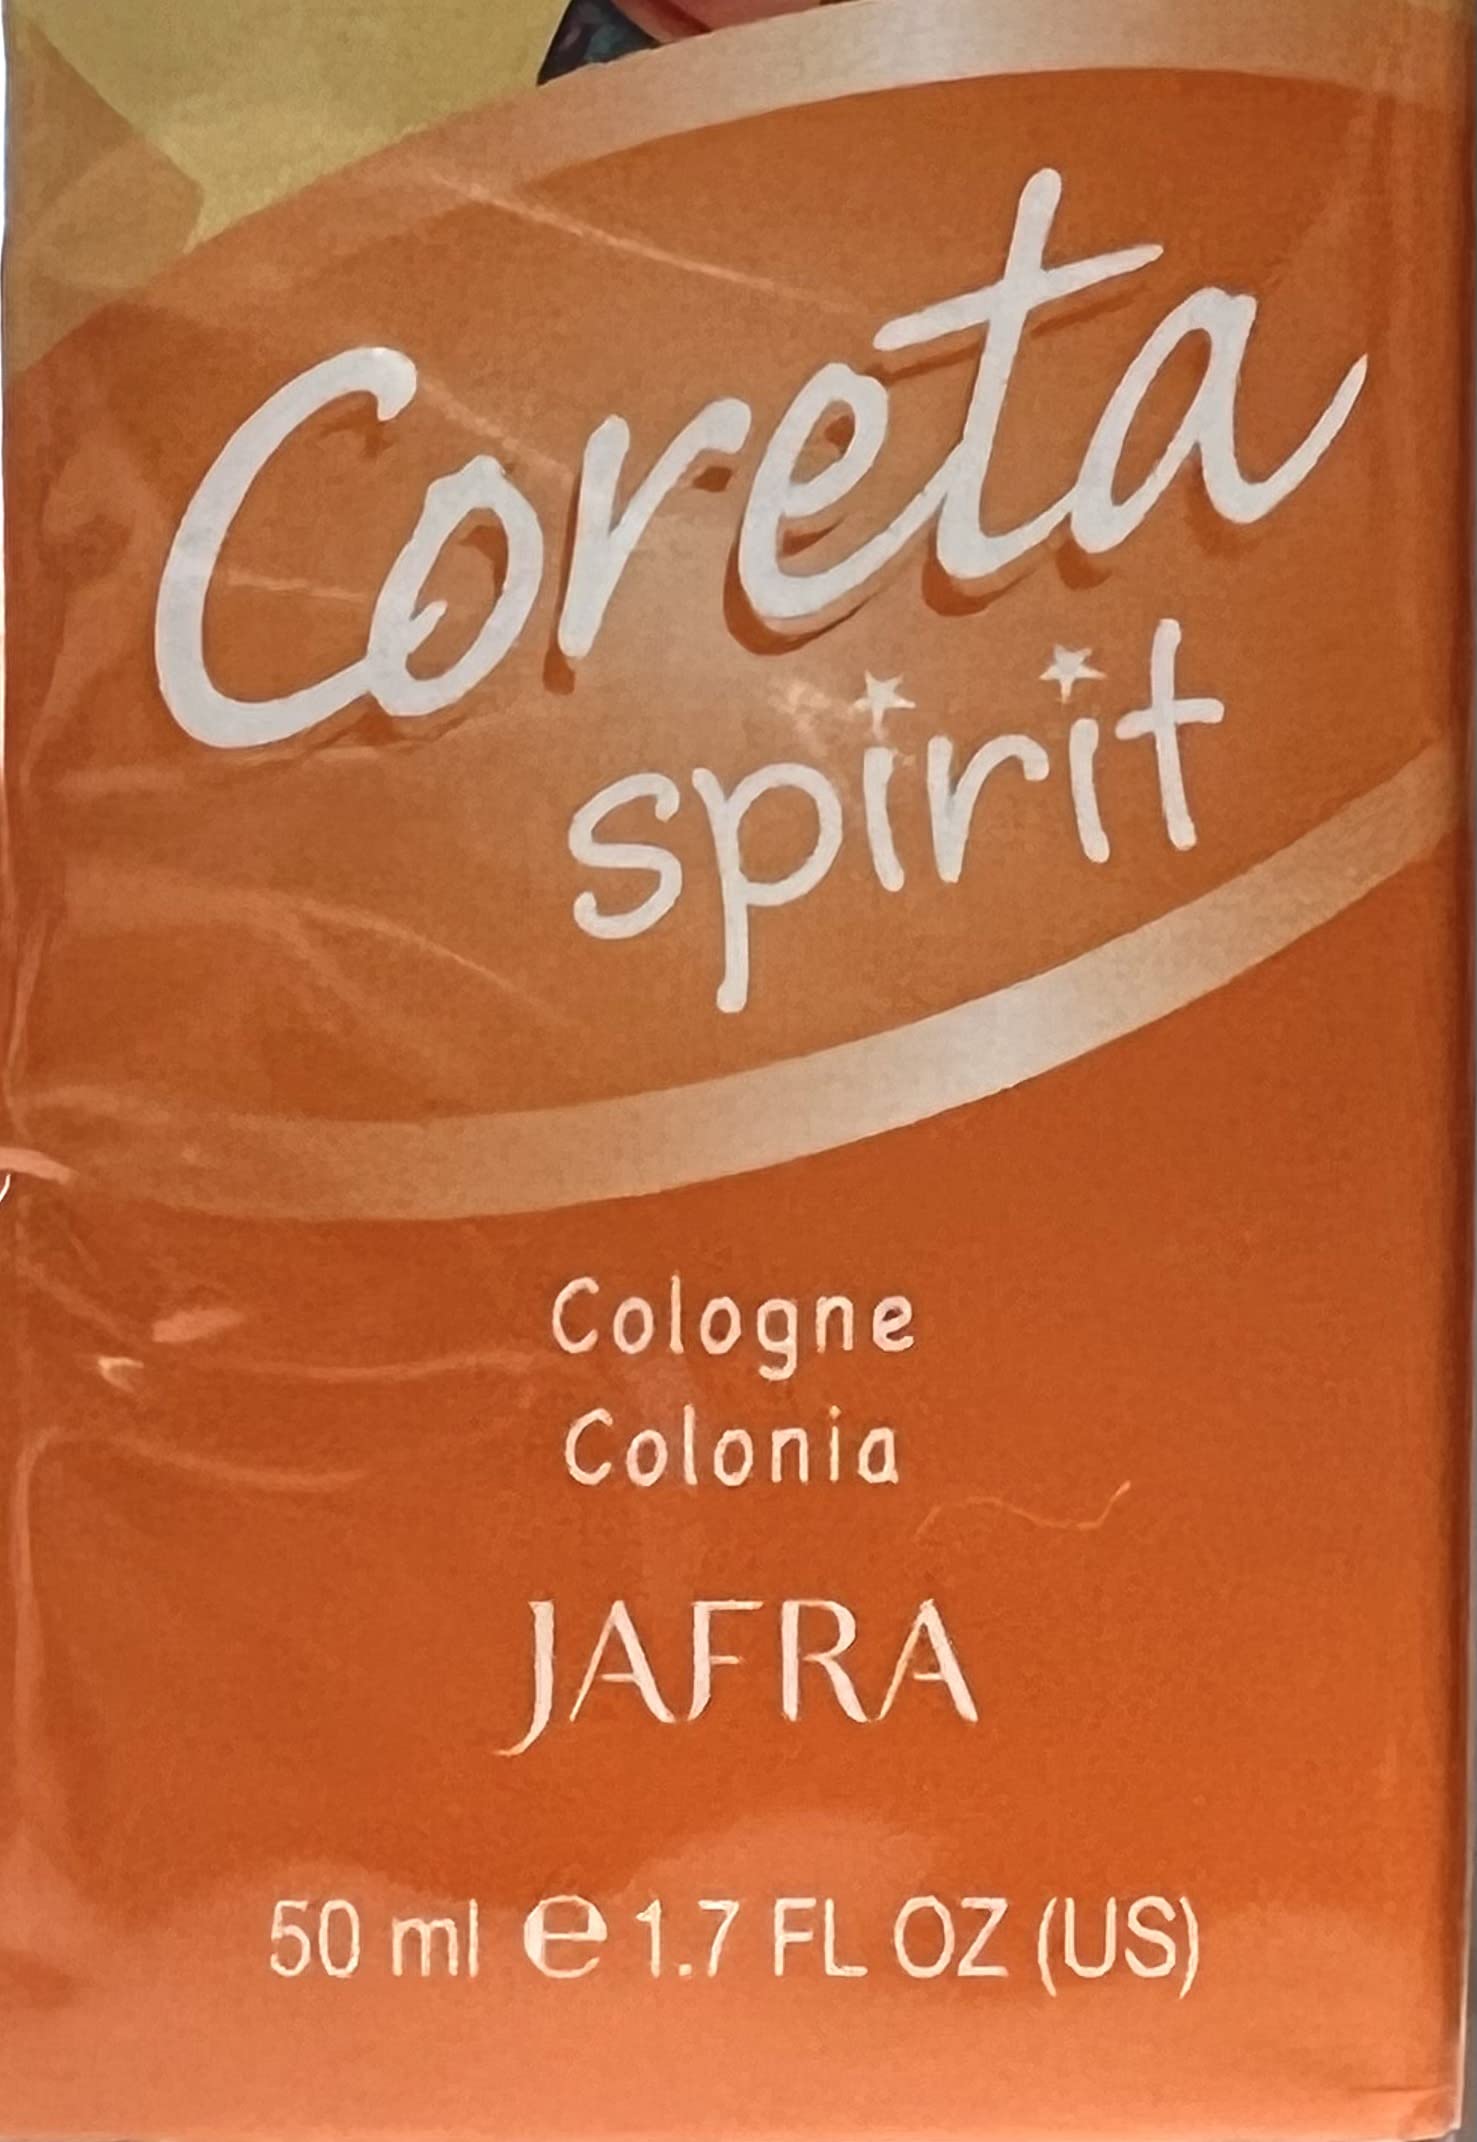 Coreta
spirit
Cologne
Colonia
JAFRA
50 ml ℮ 1.7 FL OZ (US)